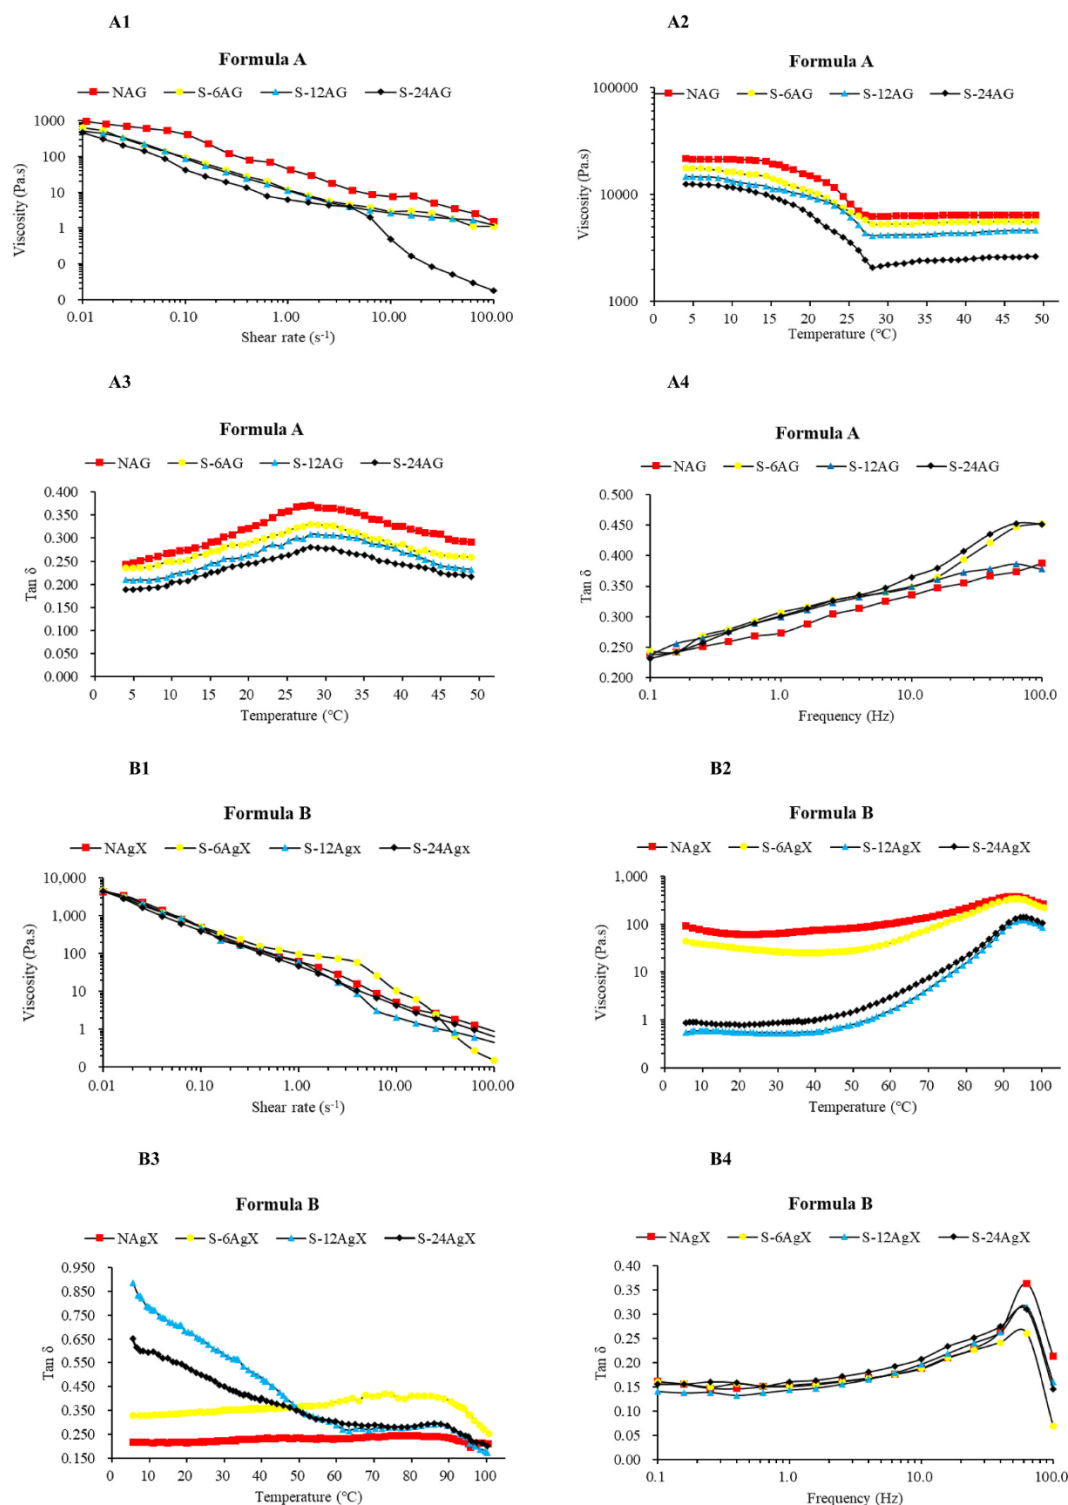 A1
Formula A
NAG S-6AG S-12AG S-24AG
Viscosity (Pa.s)
1000
100
10
1
0
0
0.01 0.10 1.00 10.00 100.00
Shear rate (s⁻¹)
A2
Formula A
NAG S-6AG S-12AG S-24AG
Viscosity (Pa.s)
100000
10000
1000
0 5 10 15 20 25 30 35 40 45 50
Temperature (°C)
A3
Formula A
NAG S-6AG S-12AG S-24AG
Tan δ
0.400
0.350
0.300
0.250
0.200
0.150
0.100
0.050
0.000
0 5 10 15 20 25 30 35 40 45 50
Temperature (°C)
A4
Formula A
NAG S-6AG S-12AG S-24AG
Tan δ
0.500
0.450
0.400
0.350
0.300
0.250
0.200
0.1 1.0 10.0 100.0
Frequency (Hz)
B1
Formula B
NAgX S-6AgX S-12Agx S-24Agx
Viscosity (Pa.s)
10,000
1,000
100
10
1
0
0.01 0.10 1.00 10.00 100.00
Shear rate (s⁻¹)
B2
Formula B
NAgX S-6AgX S-12AgX S-24AgX
Viscosity (Pa.s)
1,000
100
10
1
0
0 10 20 30 40 50 60 70 80 90 100
Temperature (°C)
B3
Formula B
NAgX S-6AgX S-12AgX S-24AgX
Tan δ
0.950
0.850
0.750
0.650
0.550
0.450
0.350
0.250
0.150
0 10 20 30 40 50 60 70 80 90 100
Temperature (°C)
B4
Formula B
NAgX S-6AgX S-12AgX S-24AgX
Tan δ
0.40
0.35
0.30
0.25
0.20
0.15
0.10
0.05
0.00
0.1 1.0 10.0 100.0
Frequency (Hz)